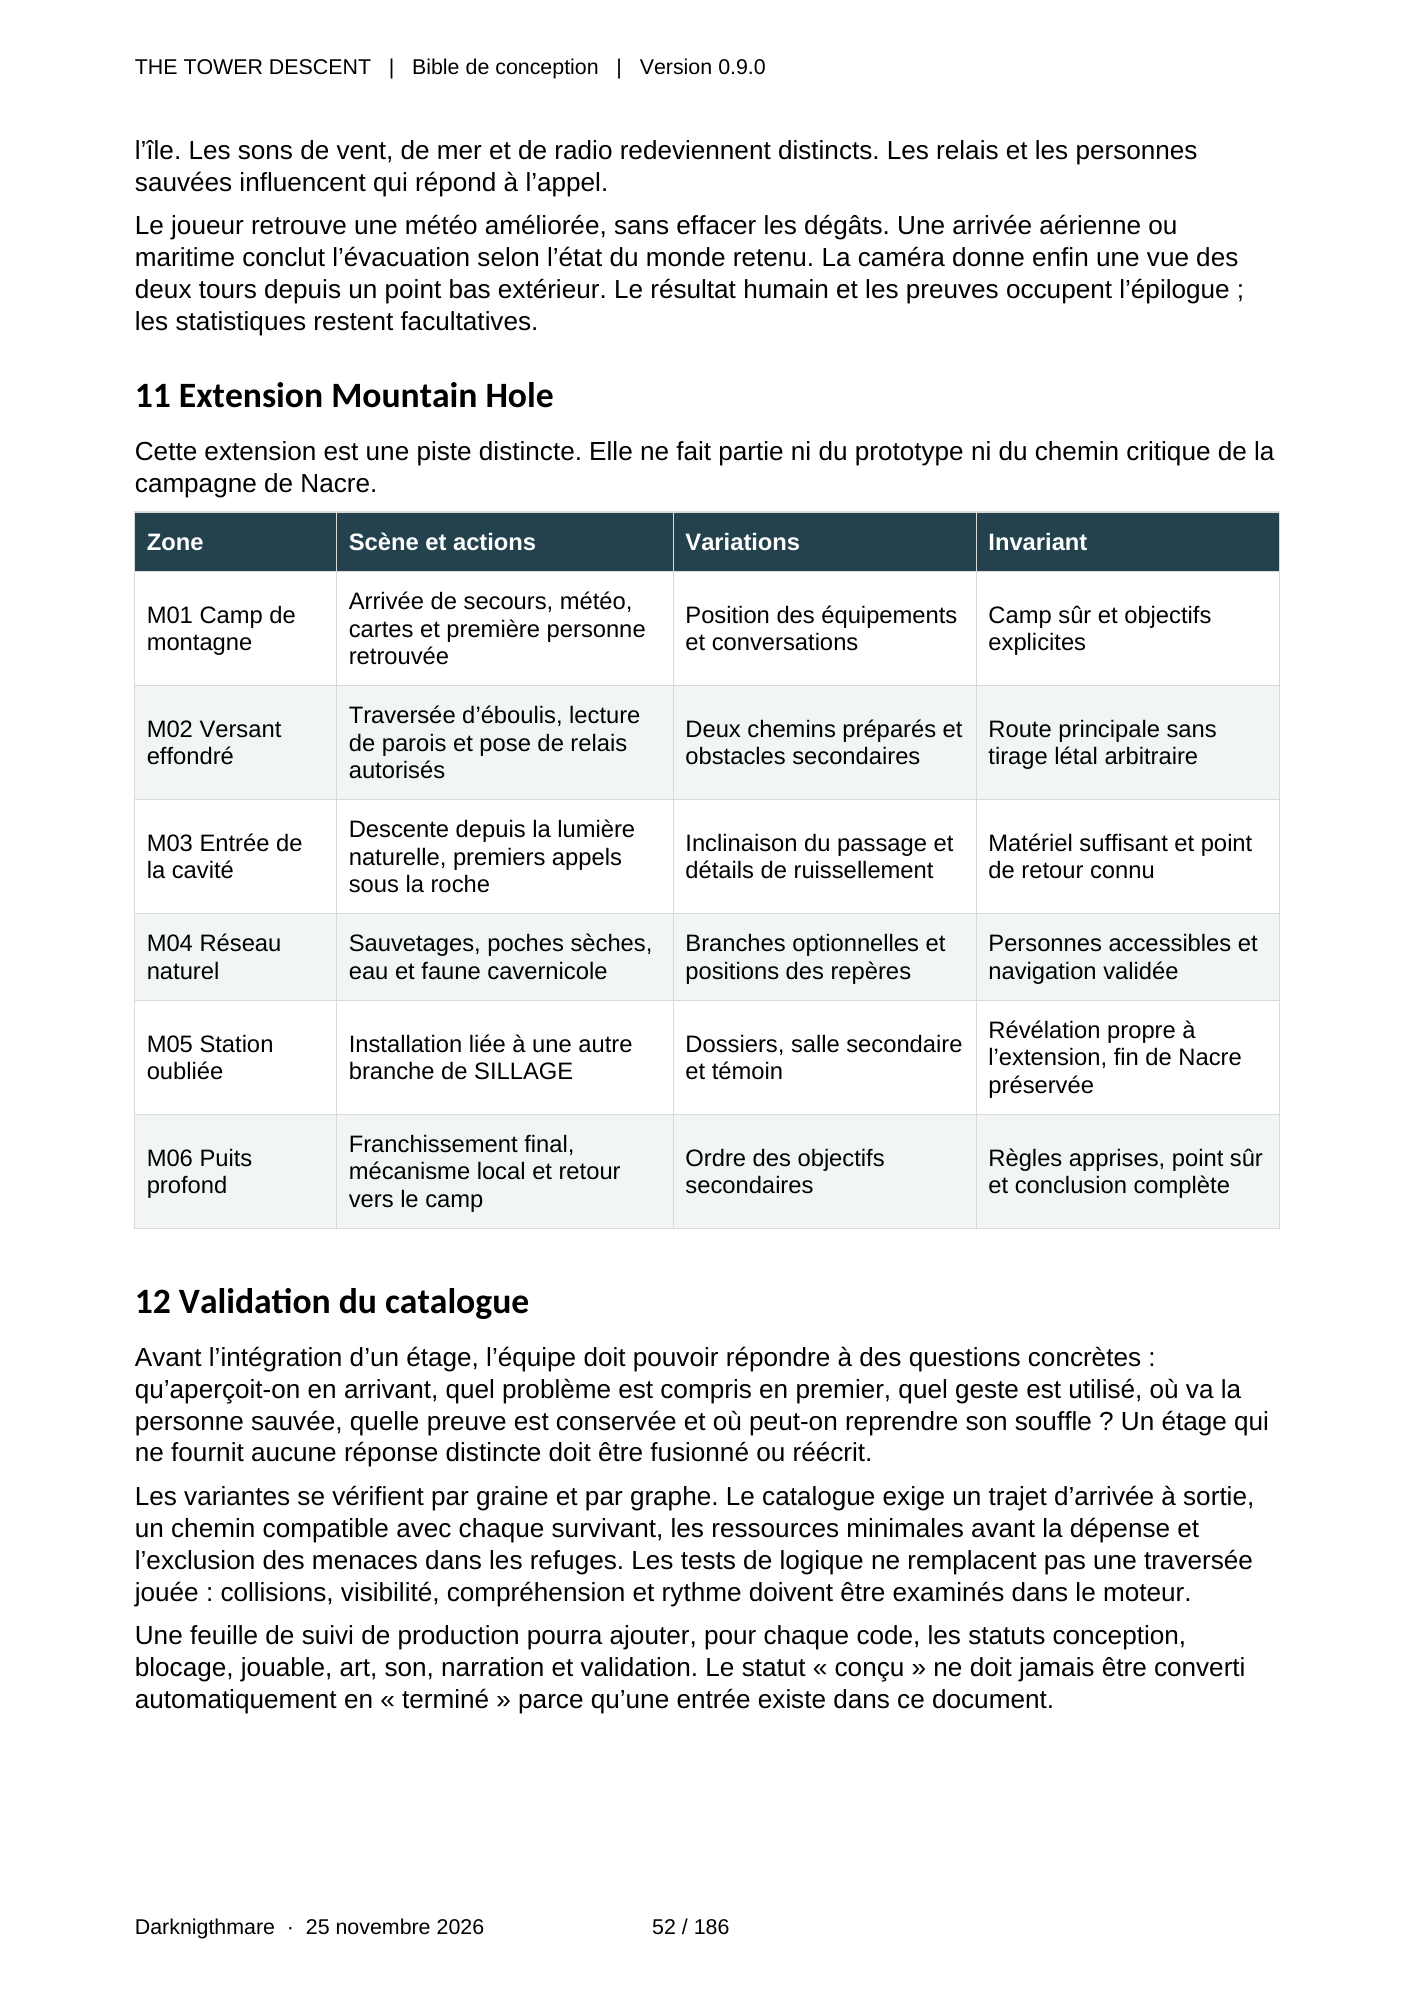 THE TOWER DESCENT | Bible de conception | Version 0.9.0
l’île. Les sons de vent, de mer et de radio redeviennent distincts. Les relais et les personnes
sauvées influencent qui répond à l’appel.
Le joueur retrouve une météo améliorée, sans effacer les dégâts. Une arrivée aérienne ou
maritime conclut l’évacuation selon l’état du monde retenu. La caméra donne enfin une vue des
deux tours depuis un point bas extérieur. Le résultat humain et les preuves occupent l’épilogue ;
les statistiques restent facultatives.
11 Extension Mountain Hole
Cette extension est une piste distincte. Elle ne fait partie ni du prototype ni du chemin critique de la
campagne de Nacre.
Zone
Scène et actions
Variations
Invariant
M01 Camp de
montagne
Arrivée de secours, météo,
cartes et première personne
retrouvée
Position des équipements
et conversations
Camp sûr et objectifs
explicites
M02 Versant
effondré
Traversée d’éboulis, lecture
de parois et pose de relais
autorisés
Deux chemins préparés et
obstacles secondaires
Route principale sans
tirage létal arbitraire
M03 Entrée de
la cavité
Descente depuis la lumière
naturelle, premiers appels
sous la roche
Inclinaison du passage et
détails de ruissellement
Matériel suffisant et point
de retour connu
M04 Réseau
naturel
Sauvetages, poches sèches,
eau et faune cavernicole
Branches optionnelles et
positions des repères
Personnes accessibles et
navigation validée
M05 Station
oubliée
Installation liée à une autre
branche de SILLAGE
Dossiers, salle secondaire
et témoin
Révélation propre à
l’extension, fin de Nacre
préservée
M06 Puits
profond
Franchissement final,
mécanisme local et retour
vers le camp
Ordre des objectifs
secondaires
Règles apprises, point sûr
et conclusion complète
12 Validation du catalogue
Avant l’intégration d’un étage, l’équipe doit pouvoir répondre à des questions concrètes :
qu’aperçoit-on en arrivant, quel problème est compris en premier, quel geste est utilisé, où va la
personne sauvée, quelle preuve est conservée et où peut-on reprendre son souffle ? Un étage qui
ne fournit aucune réponse distincte doit être fusionné ou réécrit.
Les variantes se vérifient par graine et par graphe. Le catalogue exige un trajet d’arrivée à sortie,
un chemin compatible avec chaque survivant, les ressources minimales avant la dépense et
l’exclusion des menaces dans les refuges. Les tests de logique ne remplacent pas une traversée
jouée : collisions, visibilité, compréhension et rythme doivent être examinés dans le moteur.
Une feuille de suivi de production pourra ajouter, pour chaque code, les statuts conception,
blocage, jouable, art, son, narration et validation. Le statut « conçu » ne doit jamais être converti
automatiquement en « terminé » parce qu’une entrée existe dans ce document.
Darknigthmare · 25 novembre 2026
52 / 186